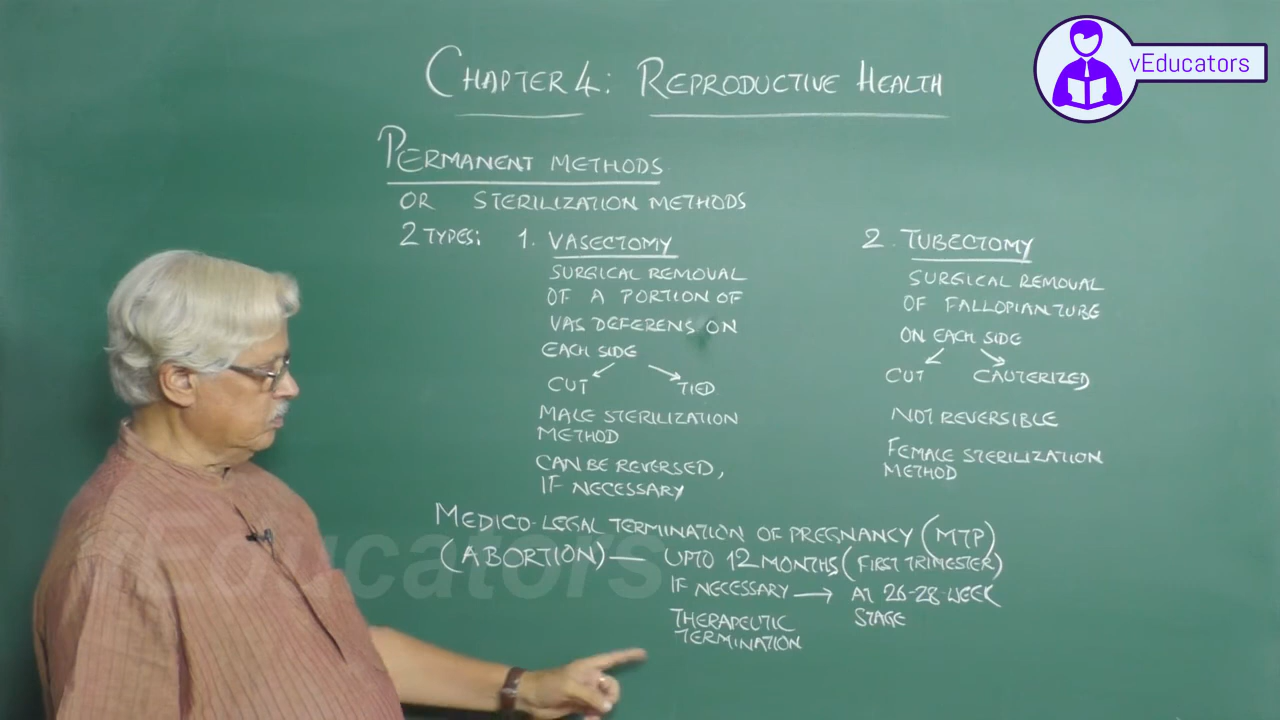 vEducators
CHAPTER 4: REPRODUCTIVE HEALTH
PERMANENT METHODS
OR STERILIZATION METHODS
2 TYPES: 1. VASECTOMY
SURGICAL REMOVAL
OF A PORTION OF
VAS DEFERENS ON
EACH SIDE
CUT TIED
MALE STERILIZATION
METHOD
CAN BE REVERSED,
IF NECESSARY
2. TUBECTOMY
SURGICAL REMOVAL
OF FALLOPIAN TUBE
ON EACH SIDE
CUT CAUTERIZED
NOT REVERSIBLE
FEMALE STERILIZATION
METHOD
MEDICO-LEGAL TERMINATION OF PREGNANCY (MTP)
(ABORTION) — UPTO 12 MONTHS (FIRST TRIMESTER)
IF NECESSARY → AT 26-28-WEEK
STAGE
THERAPEUTIC
TERMINATION
vEducators